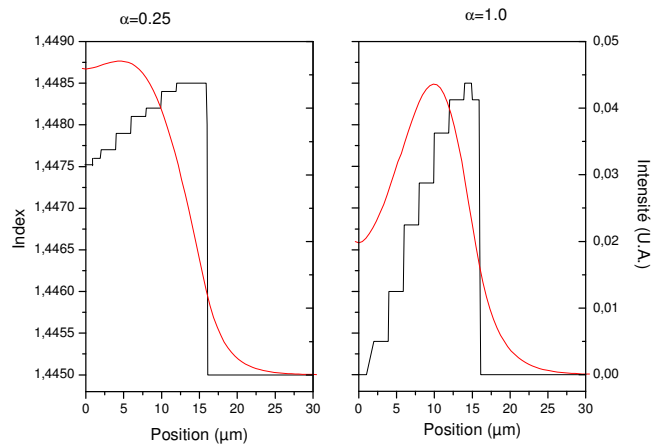 α=0.25
α=1.0
1,4490
1,4485
1,4480
1,4475
1,4470
1,4465
1,4460
1,4455
1,4450
Index
0,05
0,04
0,03
0,02
0,01
0,00
Intensité (U.A.)
0 5 10 15 20 25 30
0 5 10 15 20 25 30
Position (µm)
Position (µm)